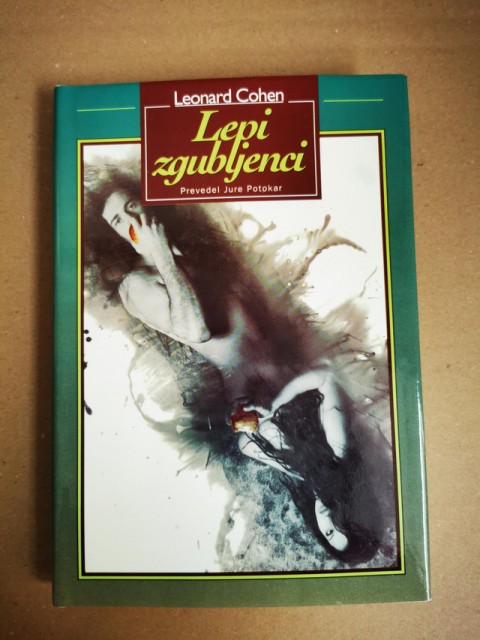 Leonard Cohen
Lepi
zgubljenci
Prevedel Jure Potokar